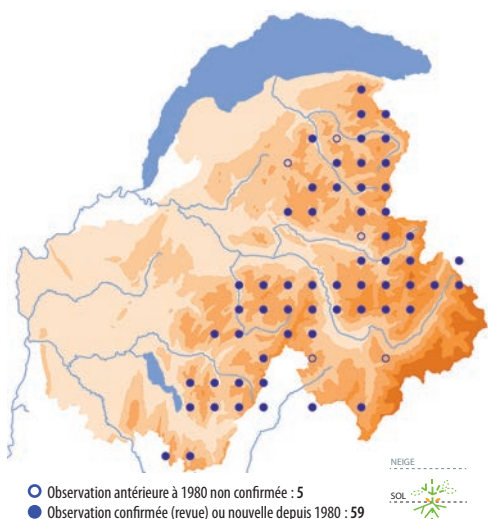 NEIGE
SOL
Observation antérieure à 1980 non confirmée : 5
Observation confirmée (revue) ou nouvelle depuis 1980 : 59